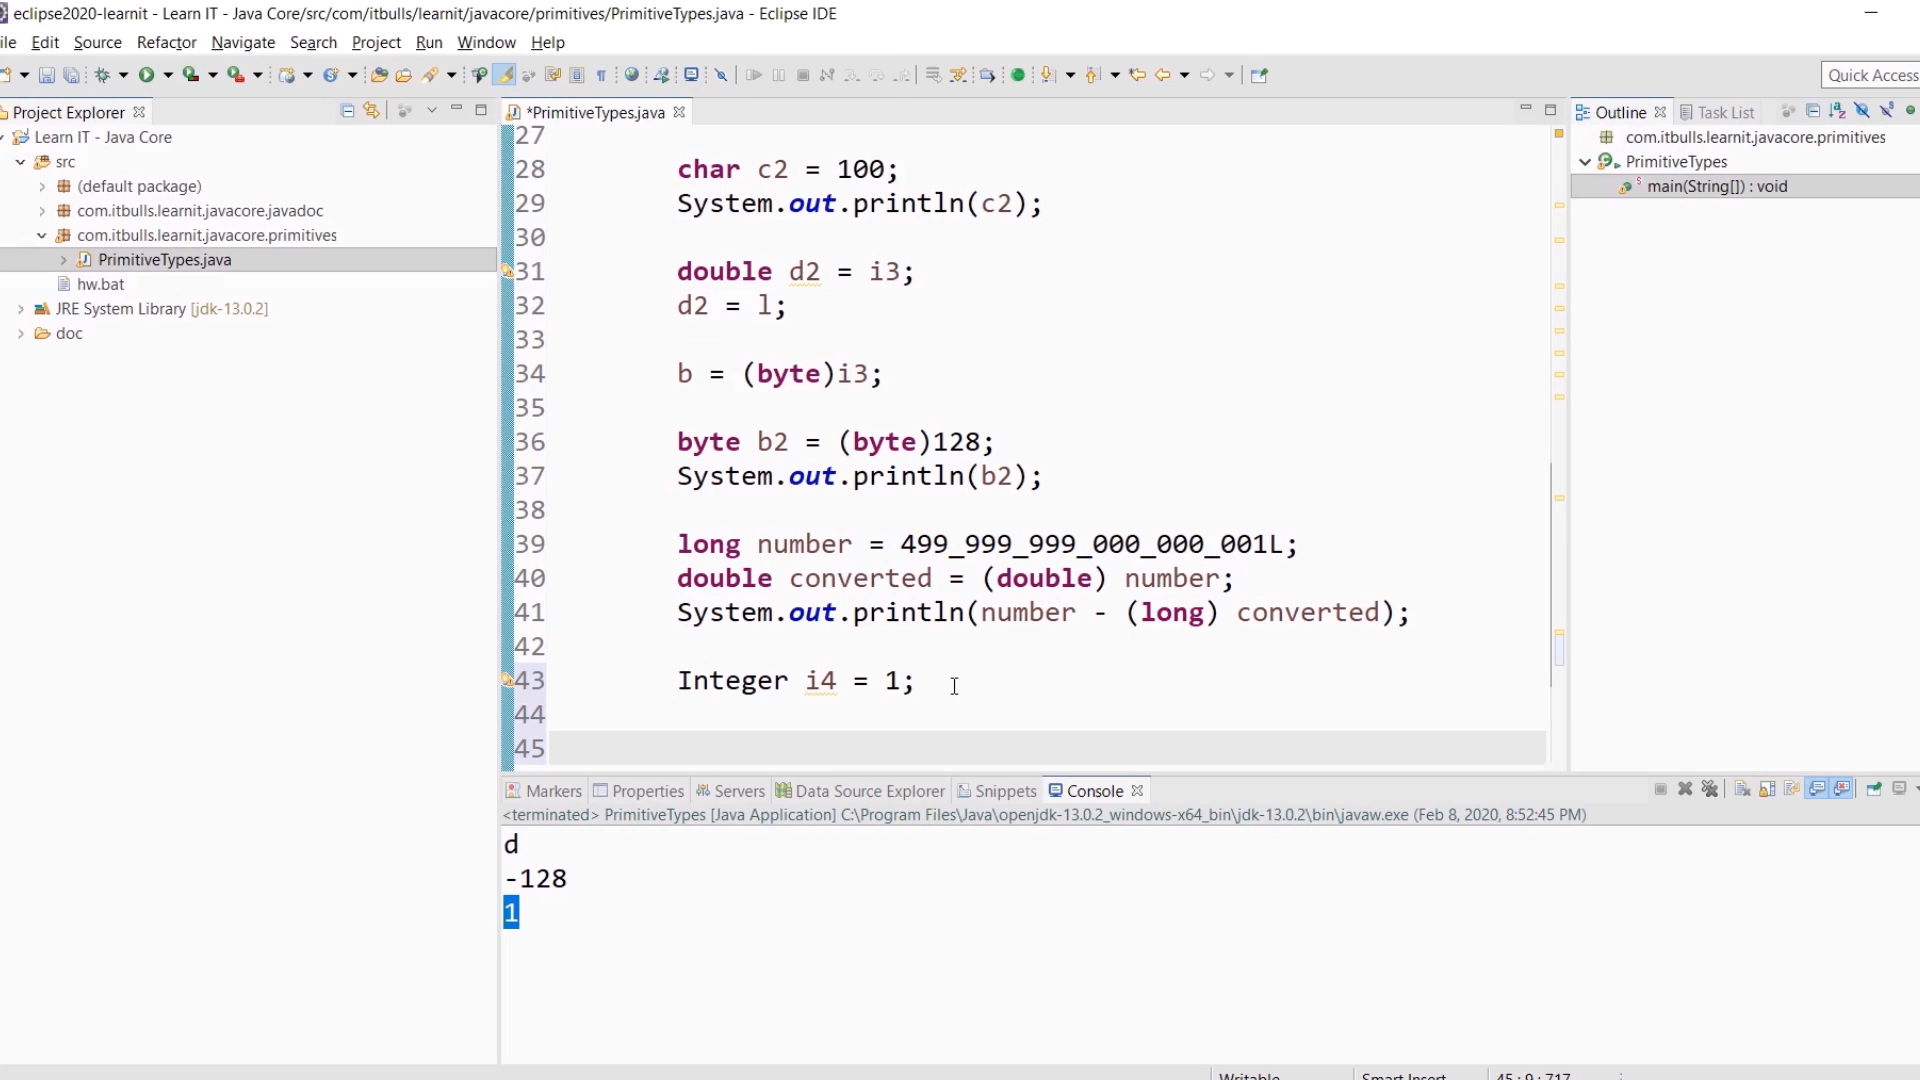 eclipse2020-learnit - Learn IT - Java Core/src/com/itbulls/learnit/javacore/primitives/PrimitiveTypes.java - Eclipse IDE
ile Edit Source Refactor Navigate Search Project Run Window Help
Quick Access
Project Explorer
Learn IT - Java Core
src
(default package)
com.itbulls.learnit.javacore.javadoc
com.itbulls.learnit.javacore.primitives
PrimitiveTypes.java
hw.bat
JRE System Library [jdk-13.0.2]
doc
*PrimitiveTypes.java
27
28 char c2 = 100;
29 System.out.println(c2);
30
31 double d2 = i3;
32 d2 = l;
33
34 b = (byte)i3;
35
36 byte b2 = (byte)128;
37 System.out.println(b2);
38
39 long number = 499_999_999_000_000_001L;
40 double converted = (double) number;
41 System.out.println(number - (long) converted);
42
43 Integer i4 = 1;
44
45
Outline Task List
com.itbulls.learnit.javacore.primitives
PrimitiveTypes
main(String[]) : void
Markers Properties Servers Data Source Explorer Snippets Console
<terminated> PrimitiveTypes [Java Application] C:\Program Files\Java\openjdk-13.0.2_windows-x64_bin\jdk-13.0.2\bin\javaw.exe (Feb 8, 2020, 8:52:45 PM)
d
-128
1
Writable Smart Insert 45 : 9 : 717